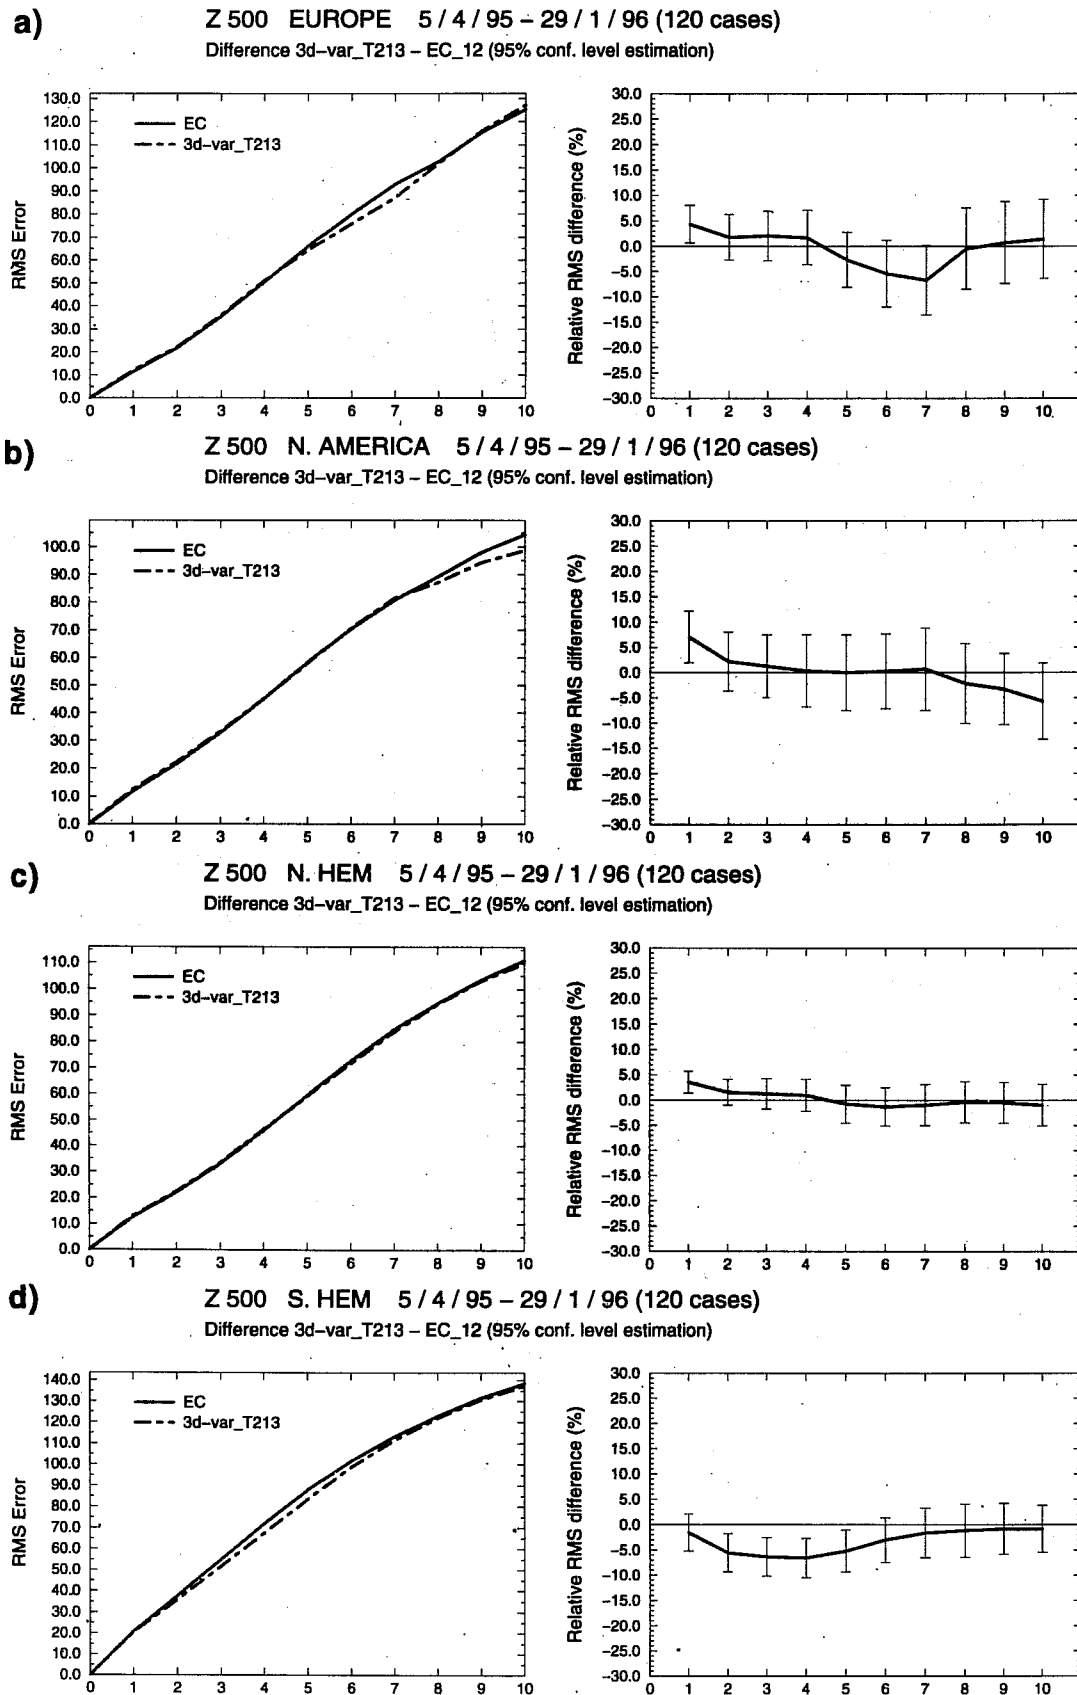 a)
Z 500 EUROPE 5 / 4 / 95 – 29 / 1 / 96 (120 cases)
Difference 3d–var_T213 – EC_12 (95% conf. level estimation)
RMS Error
130.0
120.0
110.0
100.0
90.0
80.0
70.0
60.0
50.0
40.0
30.0
20.0
10.0
0.0
EC
3d–var_T213
0 1 2 3 4 5 6 7 8 9 10
Relative RMS difference (%)
30.0
25.0
20.0
15.0
10.0
5.0
0.0
–5.0
–10.0
–15.0
–20.0
–25.0
–30.0
0 1 2 3 4 5 6 7 8 9 10
b)
Z 500 N. AMERICA 5 / 4 / 95 – 29 / 1 / 96 (120 cases)
Difference 3d–var_T213 – EC_12 (95% conf. level estimation)
RMS Error
100.0
90.0
80.0
70.0
60.0
50.0
40.0
30.0
20.0
10.0
0.0
EC
3d–var_T213
0 1 2 3 4 5 6 7 8 9 10
Relative RMS difference (%)
30.0
25.0
20.0
15.0
10.0
5.0
0.0
–5.0
–10.0
–15.0
–20.0
–25.0
–30.0
0 1 2 3 4 5 6 7 8 9 10
c)
Z 500 N. HEM 5 / 4 / 95 – 29 / 1 / 96 (120 cases)
Difference 3d–var_T213 – EC_12 (95% conf. level estimation)
RMS Error
110.0
100.0
90.0
80.0
70.0
60.0
50.0
40.0
30.0
20.0
10.0
0.0
EC
3d–var_T213
0 1 2 3 4 5 6 7 8 9 10
Relative RMS difference (%)
30.0
25.0
20.0
15.0
10.0
5.0
0.0
–5.0
–10.0
–15.0
–20.0
–25.0
–30.0
0 1 2 3 4 5 6 7 8 9 10
d)
Z 500 S. HEM 5 / 4 / 95 – 29 / 1 / 96 (120 cases)
Difference 3d–var_T213 – EC_12 (95% conf. level estimation)
RMS Error
140.0
130.0
120.0
110.0
100.0
90.0
80.0
70.0
60.0
50.0
40.0
30.0
20.0
10.0
0.0
EC
3d–var_T213
0 1 2 3 4 5 6 7 8 9 10
Relative RMS difference (%)
30.0
25.0
20.0
15.0
10.0
5.0
0.0
–5.0
–10.0
–15.0
–20.0
–25.0
–30.0
0 1 2 3 4 5 6 7 8 9 10